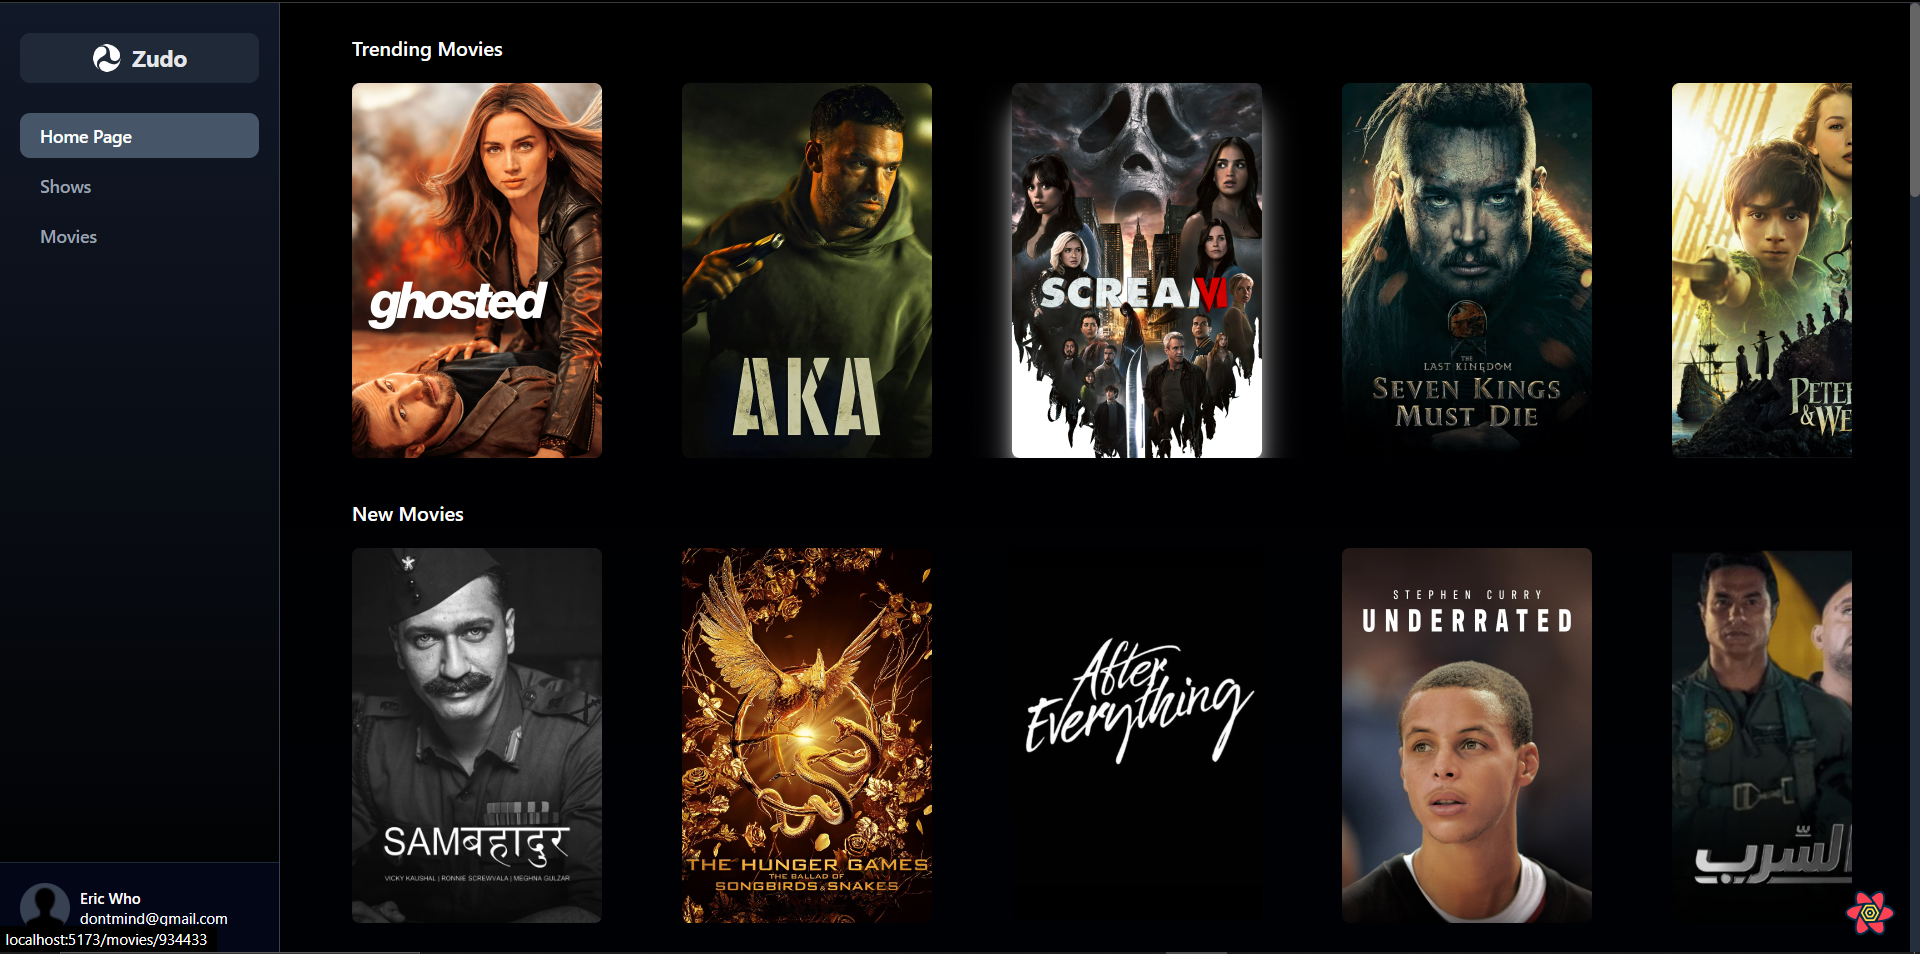 Zudo
Home Page
Shows
Movies
Trending Movies
ghosted
AKA
SCREAM VI
THE
LAST KINGDOM
SEVEN KINGS
MUST DIE
PETER
& WE
New Movies
SAMबहादुर
VICKY KAUSHAL | RONNIE SCREWVALA | MEGHNA GULZAR
THE HUNGER GAMES
THE BALLAD OF
SONGBIRDS & SNAKES
After
Everything
STEPHEN CURRY
UNDERRATED
السّرب
Eric Who
dontmind@gmail.com
localhost:5173/movies/934433